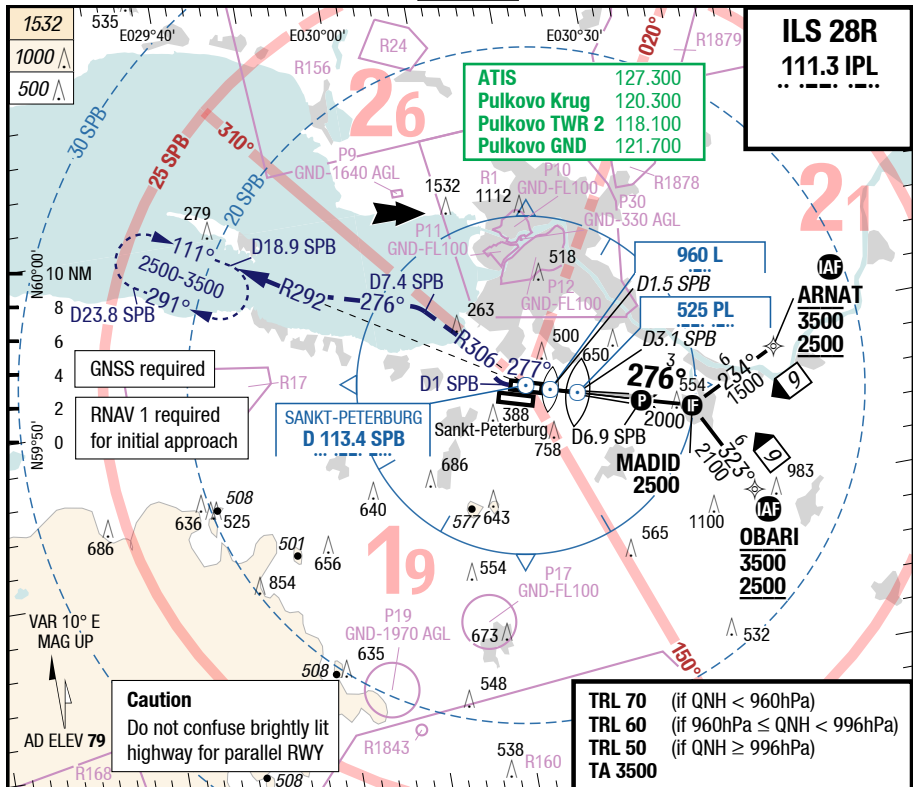 1532
1000
500
535
E029°40'
E030°00'
E030°30'
R24
R156
020°
R1879
ILS 28R
111.3 IPL
ATIS 127.300
Pulkovo Krug 120.300
Pulkovo TWR 2 118.100
Pulkovo GND 121.700
30 SPB
25 SPB
20 SPB
310°
26
21
P9
GND-1640 AGL
1532
R1
1112
P10
GND-FL100
P30
GND-330 AGL
R1878
P11
GND-FL100
518
P12
GND-FL100
279
111°
2500-3500
291°
D18.9 SPB
D23.8 SPB
R292
276°
D7.4 SPB
263
R306
277°
D1 SPB
960 L
D1.5 SPB
525 PL
D3.1 SPB
500
650
IAF
ARNAT
3500
2500
6
234°
1500
9
3
276°
554
2000
P
IF
D6.9 SPB
MADID
2500
6
323°
2100
9
983
IAF
OBARI
3500
2500
N60°00'
10 NM
8
6
4
2
0
N59°50'
GNSS required
RNAV 1 required
for initial approach
R17
SANKT-PETERBURG
D 113.4 SPB
388
Sankt-Peterburg
758
686
640
577
643
1100
565
508
636
525
686
501
656
854
554
19
P17
GND-FL100
673
532
P19
GND-1970 AGL
635
508
548
150°
VAR 10° E
MAG UP
AD ELEV 79
Caution
Do not confuse brightly lit
highway for parallel RWY
R168
R1843
508
538
R160
TRL 70 (if QNH < 960hPa)
TRL 60 (if 960hPa ≤ QNH < 996hPa)
TRL 50 (if QNH ≥ 996hPa)
TA 3500